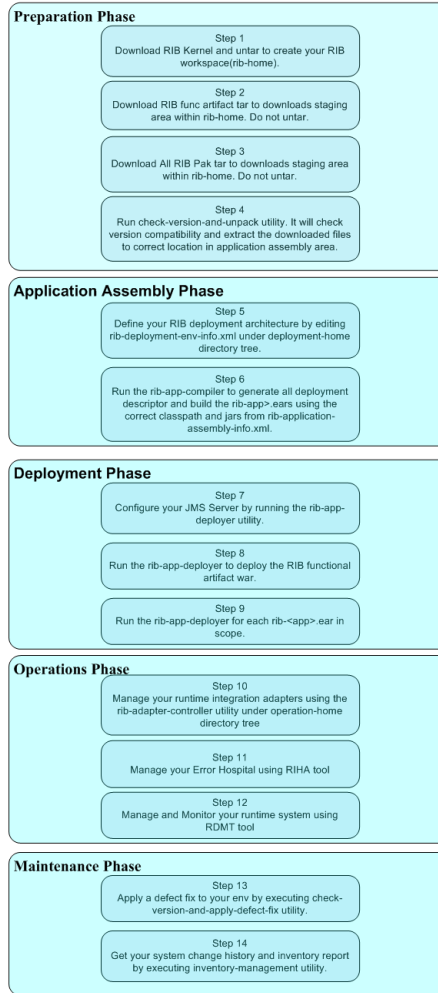 Preparation Phase
Step 1
Download RIB Kernel and untar to create your RIB
workspace(rib-home).
Step 2
Download RIB func artifact tar to downloads staging
area within rib-home. Do not untar.
Step 3
Download All RIB Pak tar to downloads staging area
within rib-home. Do not untar.
Step 4
Run check-version-and-unpack utility. It will check
version compatibility and extract the downloaded files
to correct location in application assembly area.
Application Assembly Phase
Step 5
Define your RIB deployment architecture by editing
rib-deployment-env-info.xml under deployment-home
directory tree.
Step 6
Run the rib-app-compiler to generate all deployment
descriptor and build the rib-app>.ears using the
correct classpath and jars from rib-application-
assembly-info.xml.
Deployment Phase
Step 7
Configure your JMS Server by running the rib-app-
deployer utility.
Step 8
Run the rib-app-deployer to deploy the RIB functional
artifact war.
Step 9
Run the rib-app-deployer for each rib-<app>.ear in
scope.
Operations Phase
Step 10
Manage your runtime integration adapters using the
rib-adapter-controller utility under operation-home
directory tree
Step 11
Manage your Error Hospital using RIHA tool
Step 12
Manage and Monitor your runtime system using
RDMT tool
Maintenance Phase
Step 13
Apply a defect fix to your env by executing check-
version-and-apply-defect-fix utility.
Step 14
Get your system change history and inventory report
by executing inventory-management utility.